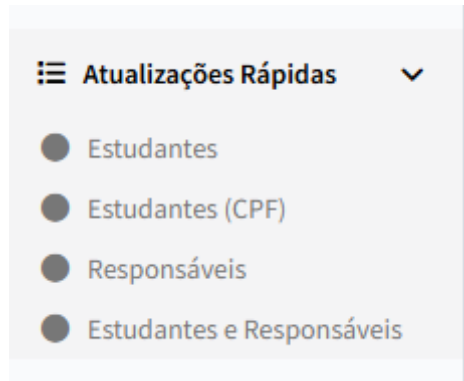 Atualizações Rápidas
Estudantes
Estudantes (CPF)
Responsáveis
Estudantes e Responsáveis